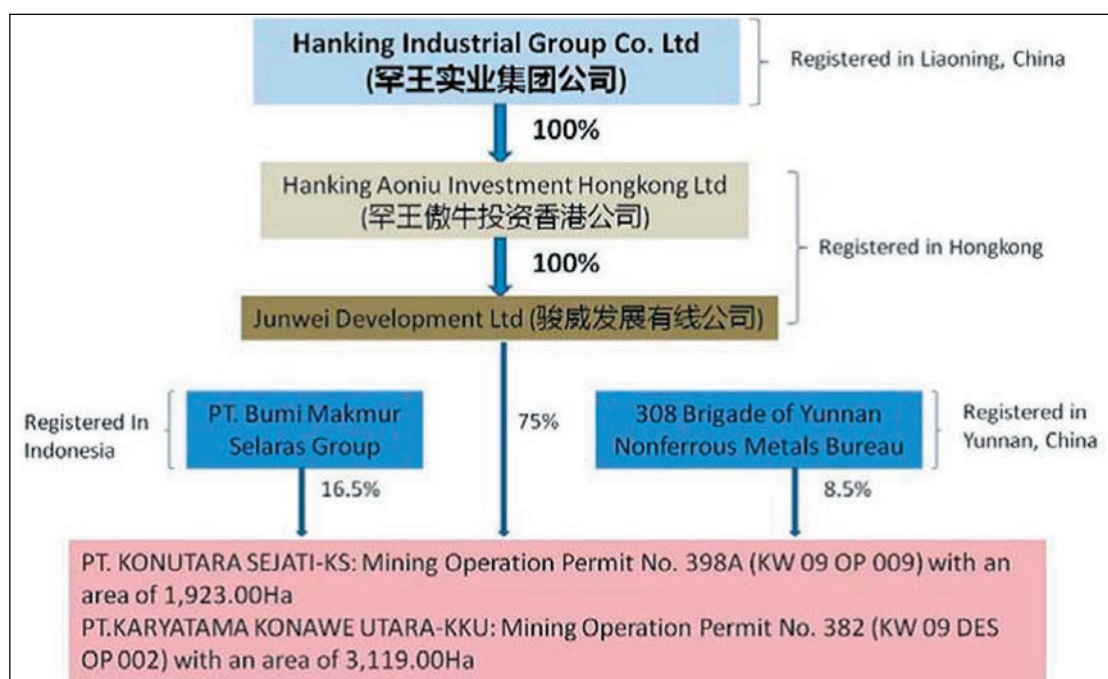 Hanking Industrial Group Co. Ltd
(罕王实业集团公司)
Registered in Liaoning, China
100%
Hanking Aoniu Investment Hongkong Ltd
(罕王傲牛投资香港公司)
Registered in Hongkong
100%
Junwei Development Ltd (骏威发展有线公司)
Registered In
Indonesia
PT. Bumi Makmur
Selaras Group
75%
308 Brigade of Yunnan
Nonferrous Metals Bureau
Registered in
Yunnan, China
16.5%
8.5%
PT. KONUTARA SEJATI-KS: Mining Operation Permit No. 398A (KW 09 OP 009) with an
area of 1,923.00Ha
PT.KARYATAMA KONAWE UTARA-KKU: Mining Operation Permit No. 382 (KW 09 DES
OP 002) with an area of 3,119.00Ha